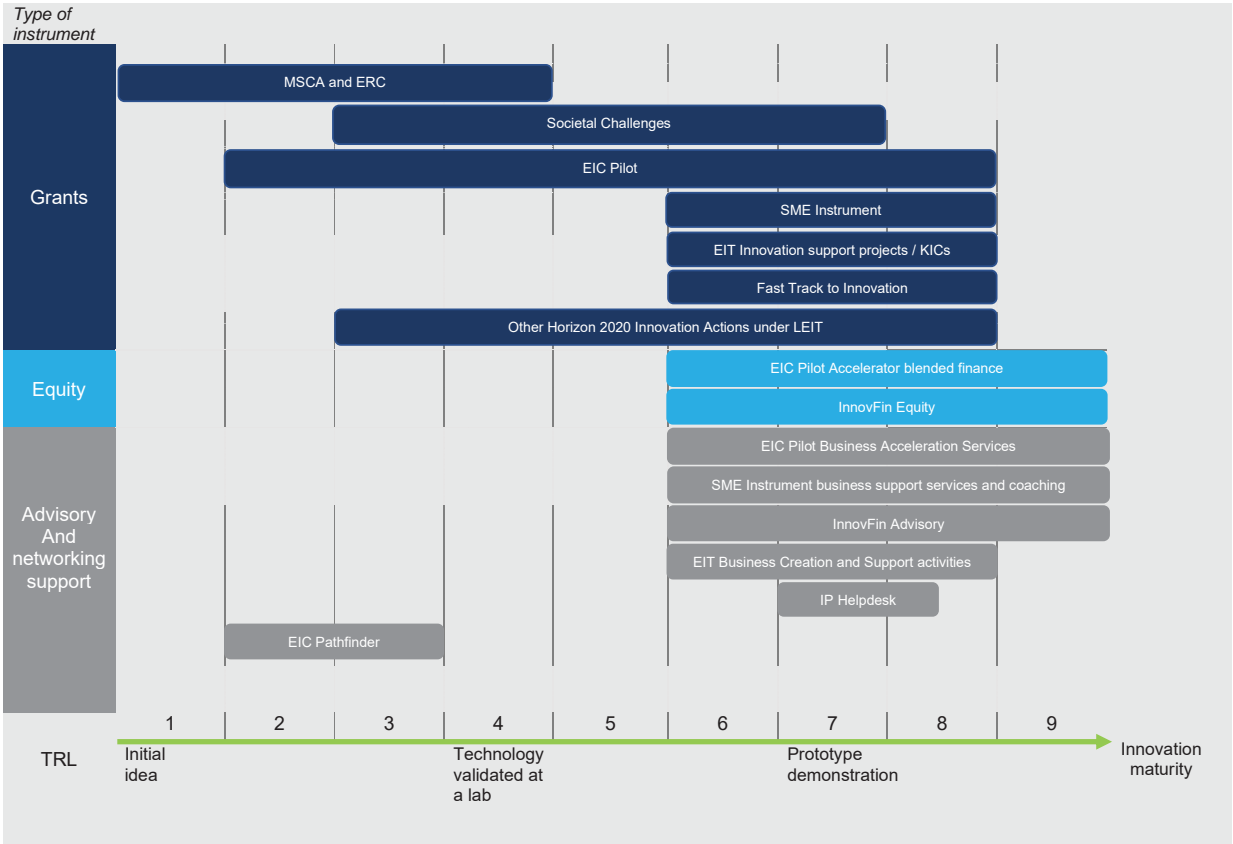 Type of
instrument
Grants
MSCA and ERC
Societal Challenges
EIC Pilot
SME Instrument
EIT Innovation support projects / KICs
Fast Track to Innovation
Other Horizon 2020 Innovation Actions under LEIT
Equity
EIC Pilot Accelerator blended finance
InnovFin Equity
Advisory
And
networking
support
EIC Pilot Business Acceleration Services
SME Instrument business support services and coaching
InnovFin Advisory
EIT Business Creation and Support activities
IP Helpdesk
EIC Pathfinder
TRL
1 2 3 4 5 6 7 8 9
Initial
idea
Technology
validated at
a lab
Prototype
demonstration
Innovation
maturity